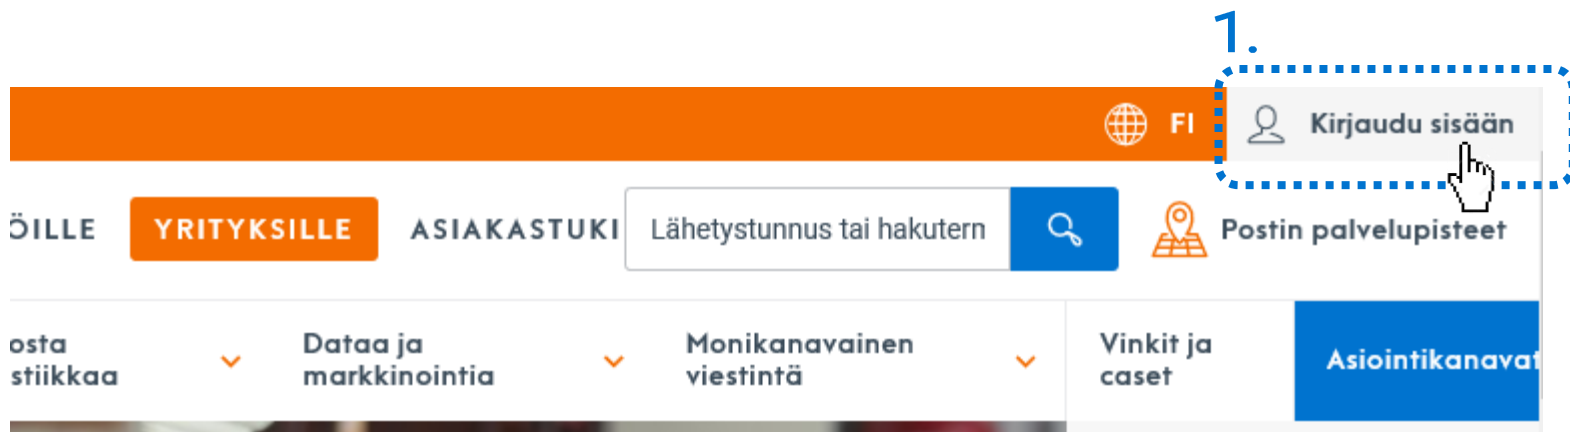 1.
FI Kirjaudu sisään
ÖILLE YRITYKSILLE ASIAKASTUKI Lähetystunnus tai hakutern Postin palvelupisteet
osta Dataa ja Monikanavainen Vinkit ja
stiikkaa markkinointia viestintä caset Asiointikanavat